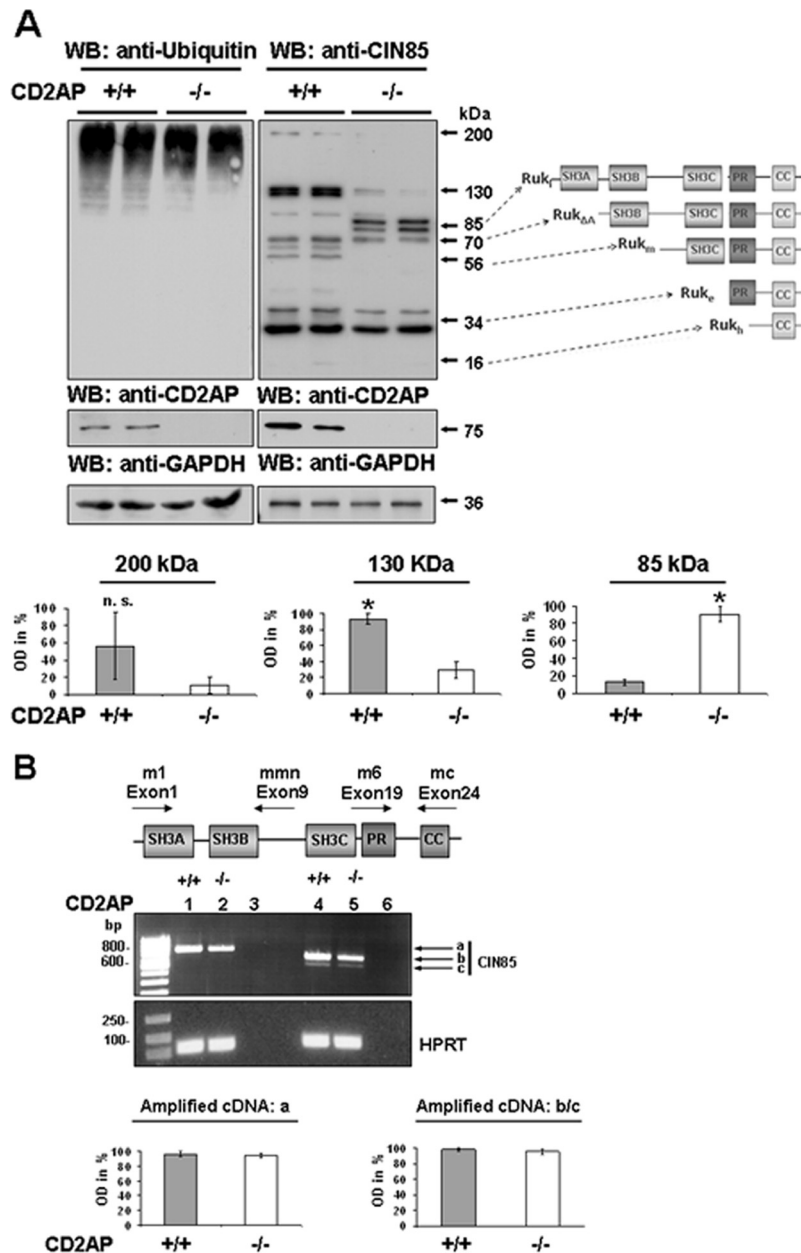 A
WB: anti-Ubiquitin WB: anti-CIN85
CD2AP +/+ -/- +/+ -/-
kDa
200
130
85
70
56
34
16
Rukl SH3A SH3B SH3C PR CC
RukΔA SH3B SH3C PR CC
Rukm SH3C PR CC
Ruke PR CC
Rukh CC
WB: anti-CD2AP WB: anti-CD2AP
75
WB: anti-GAPDH WB: anti-GAPDH
36
200 kDa 130 KDa 85 kDa
n. s. * *
OD in % OD in % OD in %
100 100 100
80 80 80
60 60 60
40 40 40
20 20 20
0 0 0
CD2AP +/+ -/- +/+ -/- +/+ -/-
B
m1 mmn m6 mc
Exon1 Exon9 Exon19 Exon24
SH3A SH3B SH3C PR CC
+/+ -/- +/+ -/-
CD2AP 1 2 3 4 5 6
bp
800-
600-
a
b
c
CIN85
250-
100-
HPRT
Amplified cDNA: a Amplified cDNA: b/c
OD in % OD in %
100 100
80 80
60 60
40 40
20 20
0 0
CD2AP +/+ -/- +/+ -/-